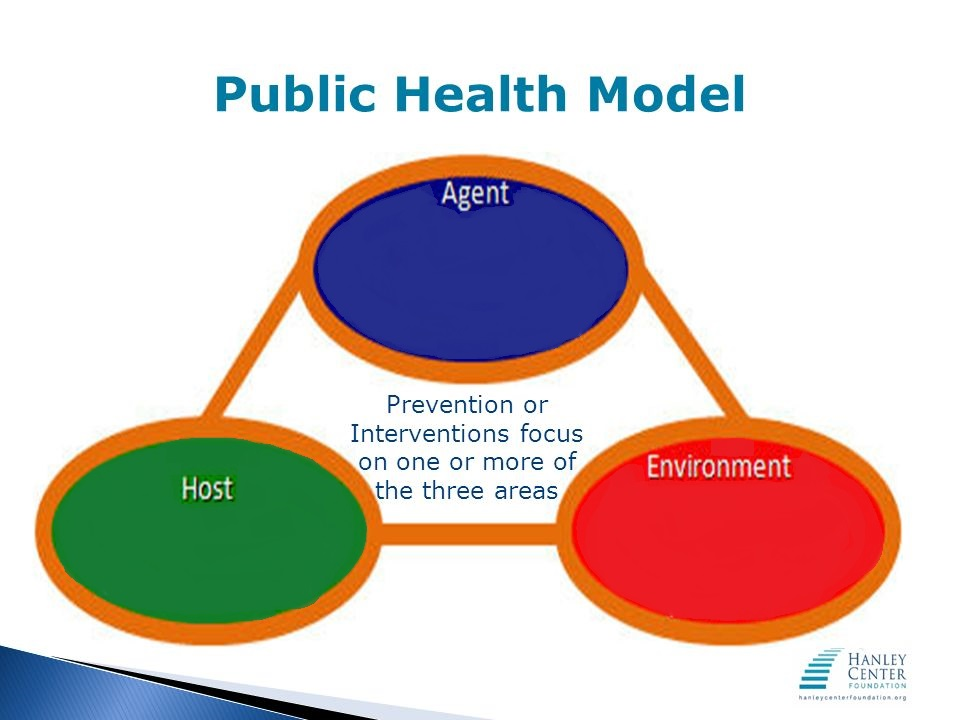 Public Health Model
Agent
Prevention or
Interventions focus
on one or more of
the three areas
Host
Environment
HANLEY
CENTER
FOUNDATION
hanleycenterfoundation.org